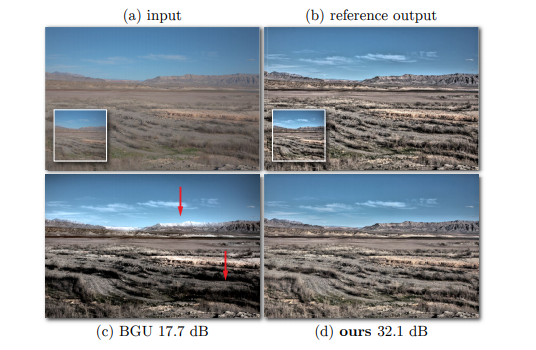 (a) input
(b) reference output
(c) BGU 17.7 dB
(d) ours 32.1 dB